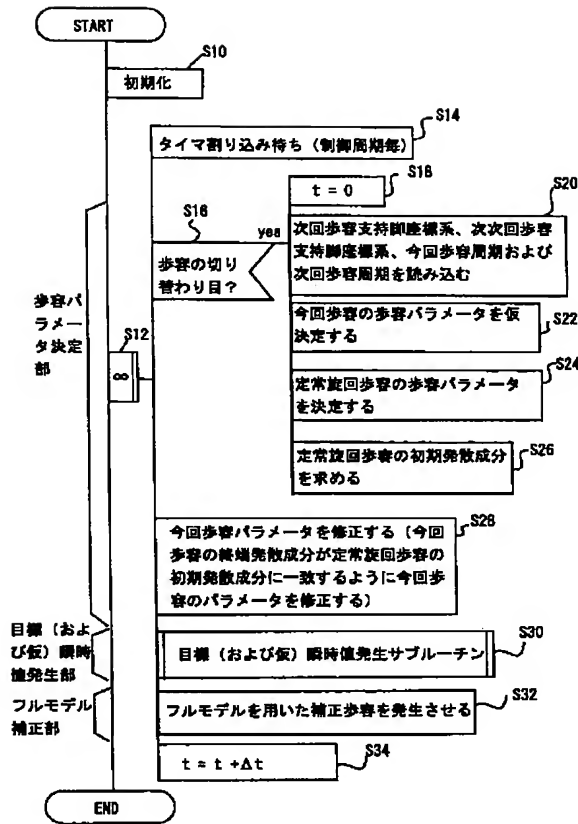 START
S10
初期化
S14
タイマ割り込み待ち（制御周期毎）
S18
t = 0
S20
S16
yes
次回歩容支持脚座標系、次次回歩容
支持脚座標系、今回歩容周期および
次回歩容周期を読み込む
歩容の切り
替わり目？
今回歩容の歩容パラメータを仮
決定する
S22
歩容パ
ラメー
タ決定
部
S12
∞
S24
定常旋回歩容の歩容パラメータ
を決定する
S26
定常旋回歩容の初期発散成分
を求める
S28
今回歩容パラメータを修正する（今回
歩容の終端発散成分が定常旋回歩容の
初期発散成分に一致するように今回歩
容のパラメータを修正する）
目標（およ
び仮）瞬時
値発生部
S30
目標（および仮）瞬時値発生サブルーチン
フルモデル
補正部
S32
フルモデルを用いた補正歩容を発生させる
S34
t = t +Δt
END